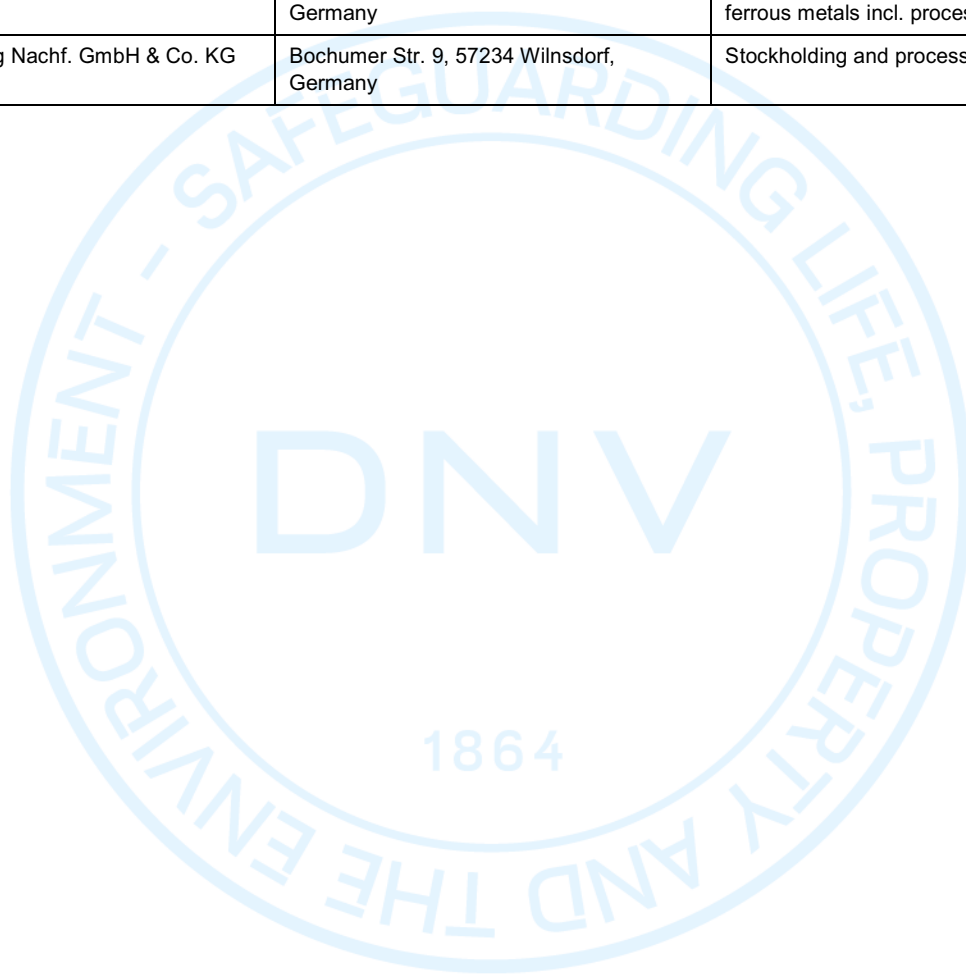 Germany
ferrous metals incl. proces
g Nachf. GmbH & Co. KG
Bochumer Str. 9, 57234 Wilnsdorf,
Germany
Stockholding and process
SAFEGUARDING LIFE, PROPERTY AND THE ENVIRONMENT -
DNV
1864